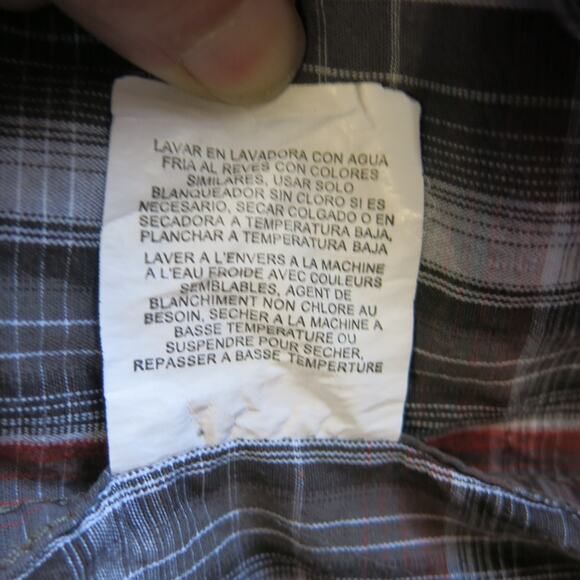 LAVAR EN LAVADORA CON AGUA
FRIA AL REVES CON COLORES
SIMILARES, USAR SOLO
BLANQUEADOR SIN CLORO SI ES
NECESARIO, SECAR COLGADO O EN
SECADORA A TEMPERATURA BAJA,
PLANCHAR A TEMPERATURA BAJA
LAVER A L'ENVERS A LA MACHINE
A L'EAU FROIDE AVEC COULEURS
SEMBLABLES, AGENT DE
BLANCHIMENT NON CHLORE AU
BESOIN, SECHER A LA MACHINE A
BASSE TEMPERATURE OU
SUSPENDRE POUR SECHER,
REPASSER A BASSE TEMPERTURE